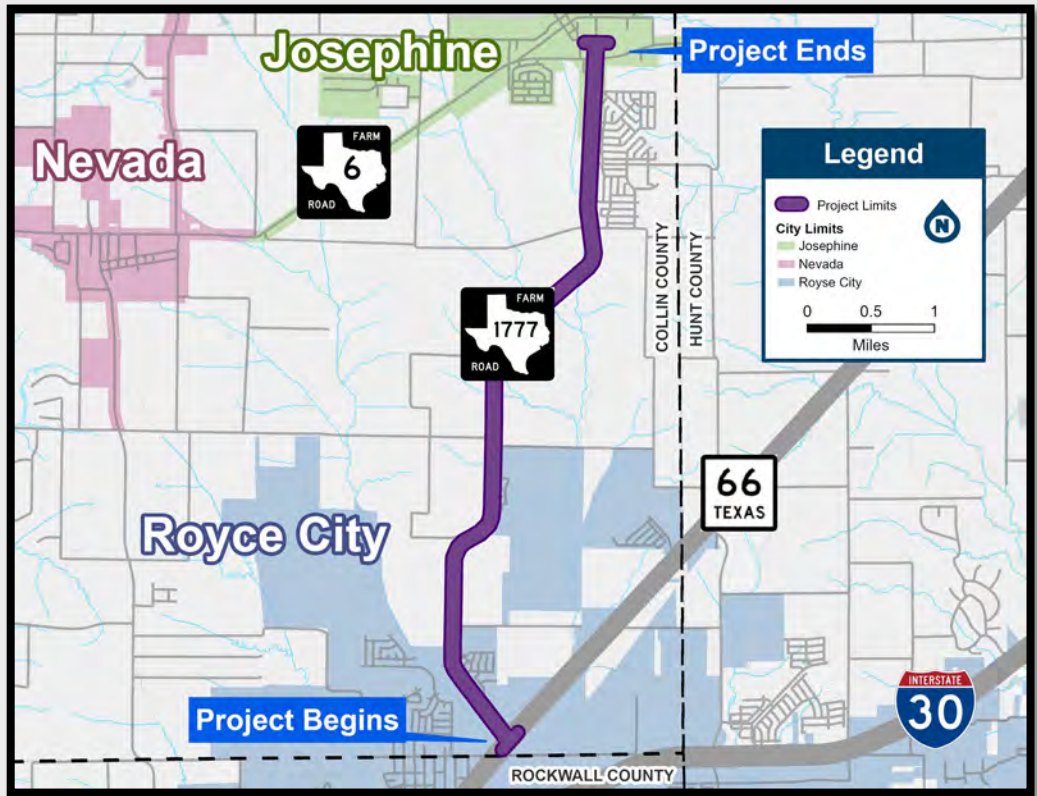 Josephine
Project Ends
FARM
6
ROAD
Nevada
Legend
Project Limits
N
City Limits
Josephine
Nevada
Royse City
0 0.5 1
Miles
COLLIN COUNTY
HUNT COUNTY
FARM
1777
ROAD
66
TEXAS
Royce City
INTERSTATE
30
Project Begins
ROCKWALL COUNTY